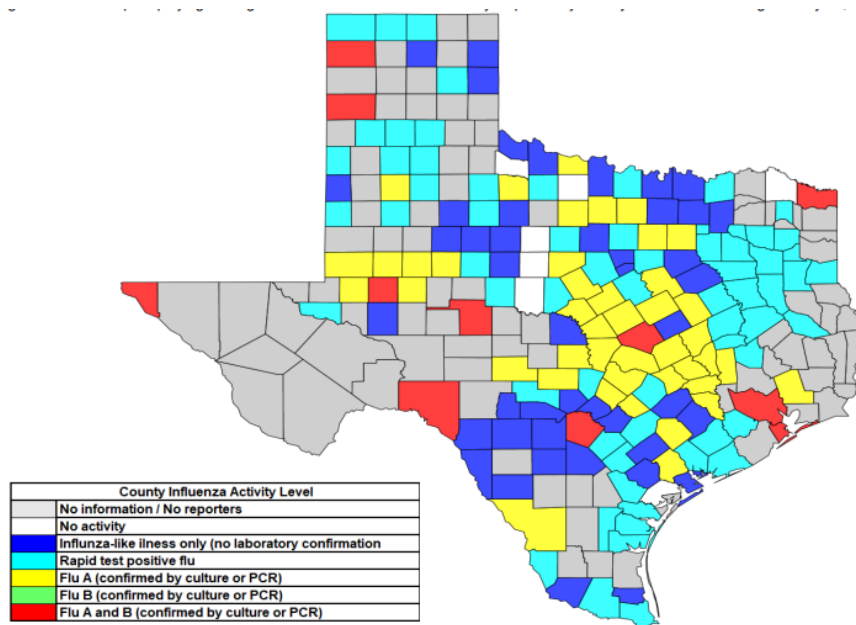 County Influenza Activity Level
No information / No reporters
No activity
Influnza-like ilness only (no laboratory confirmation
Rapid test positive flu
Flu A (confirmed by culture or PCR)
Flu B (confirmed by culture or PCR)
Flu A and B (confirmed by culture or PCR)